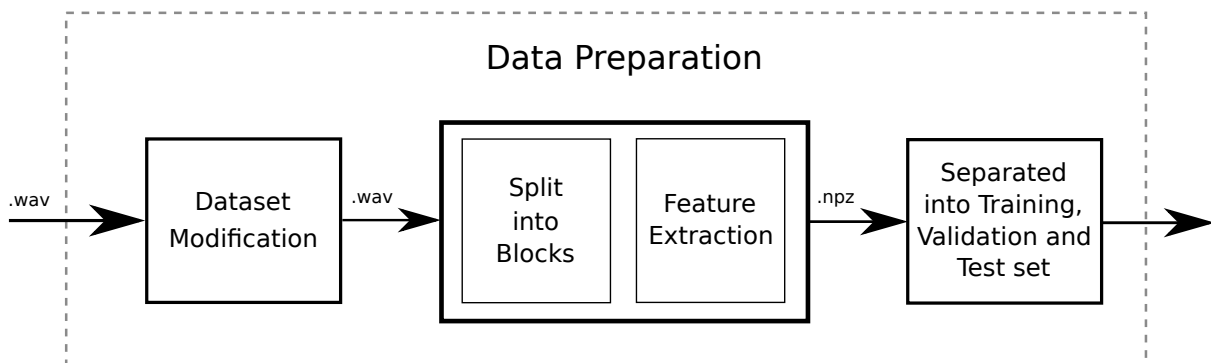 Data Preparation
.wav
Dataset
Modification
.wav
Split
into
Blocks
Feature
Extraction
.npz
Separated
into Training,
Validation and
Test set